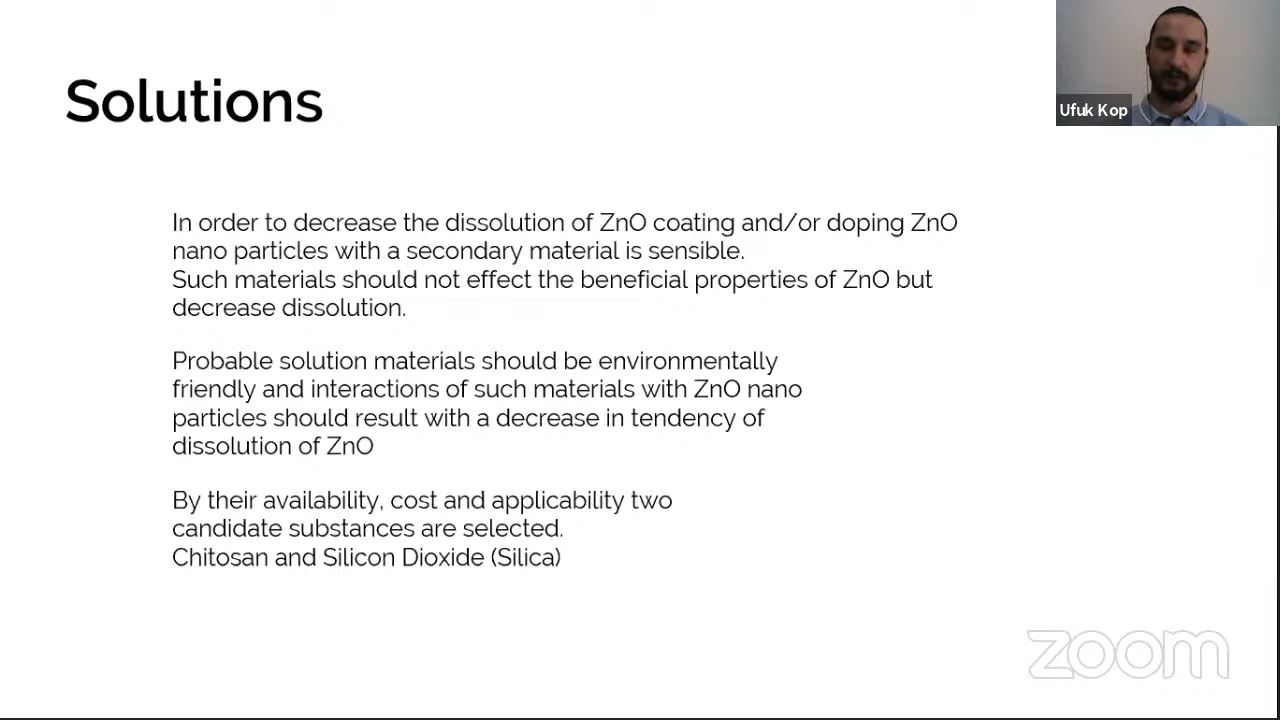 Solutions
Ufuk Kop
In order to decrease the dissolution of ZnO coating and/or doping ZnO
nano particles with a secondary material is sensible.
Such materials should not effect the beneficial properties of ZnO but
decrease dissolution.
Probable solution materials should be environmentally
friendly and interactions of such materials with ZnO nano
particles should result with a decrease in tendency of
dissolution of ZnO
By their availability, cost and applicability two
candidate substances are selected.
Chitosan and Silicon Dioxide (Silica)
zoom